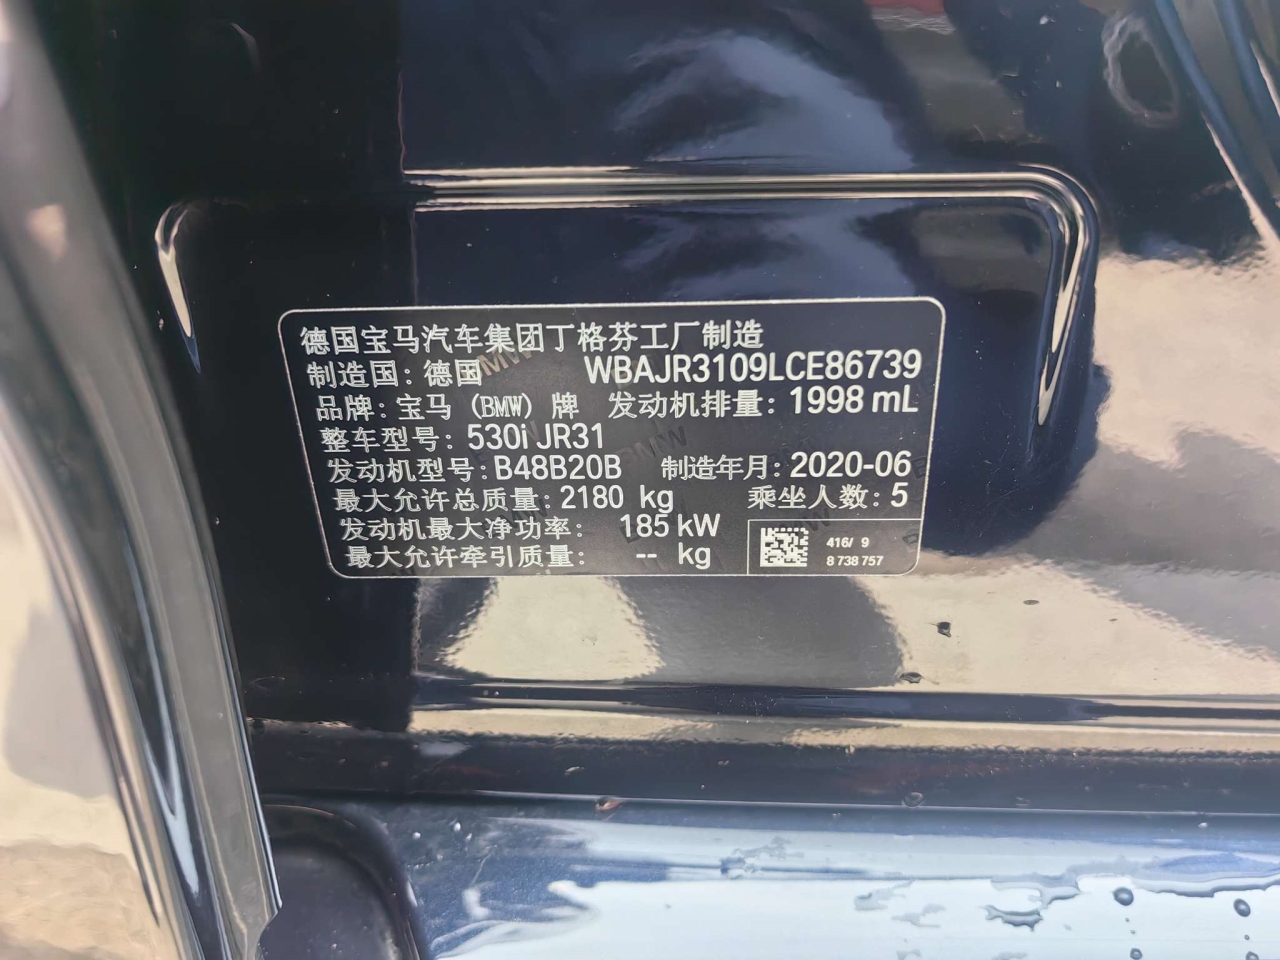 德国宝马汽车集团丁格芬工厂制造
制造国: 德国 WBAJR3109LCE86739
品牌: 宝马 (BMW) 牌 发动机排量: 1998 mL
整车型号: 530i JR31
发动机型号: B48B20B 制造年月: 2020-06
最大允许总质量: 2180 kg 乘坐人数: 5
发动机最大净功率: 185 kW
最大允许牵引质量: -- kg
416/ 9
8 738 757